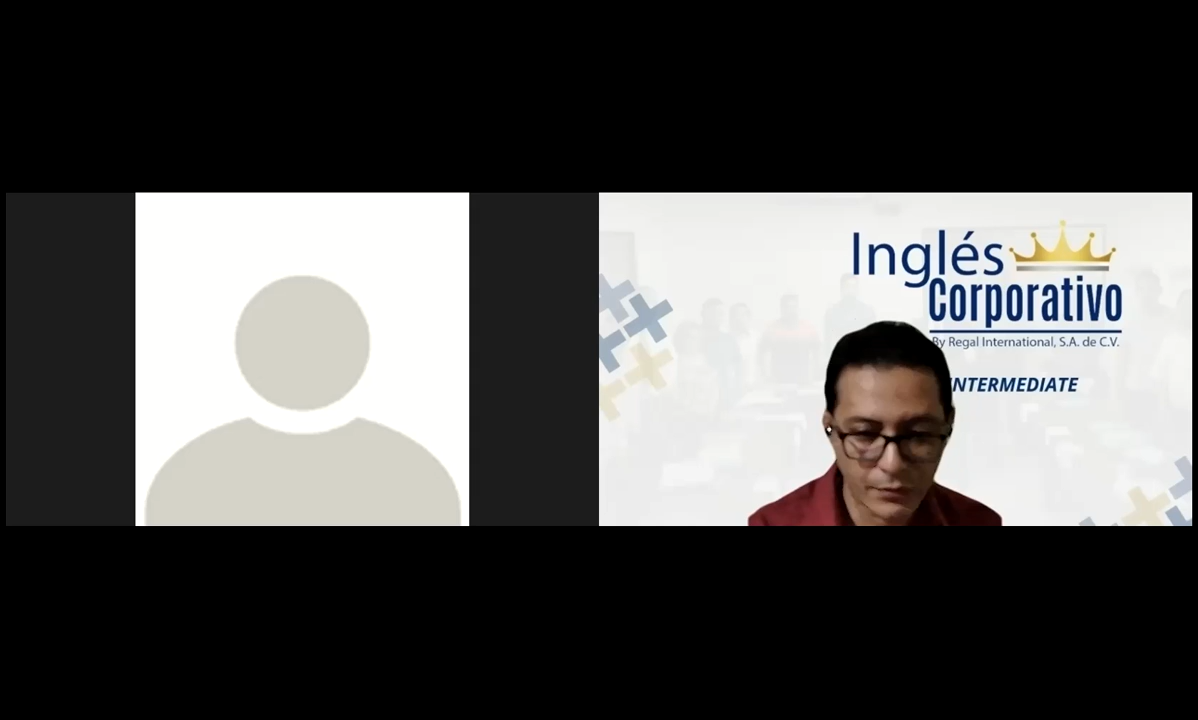 Inglés
Corporativo
By Regal International, S.A. de C.V.
INTERMEDIATE